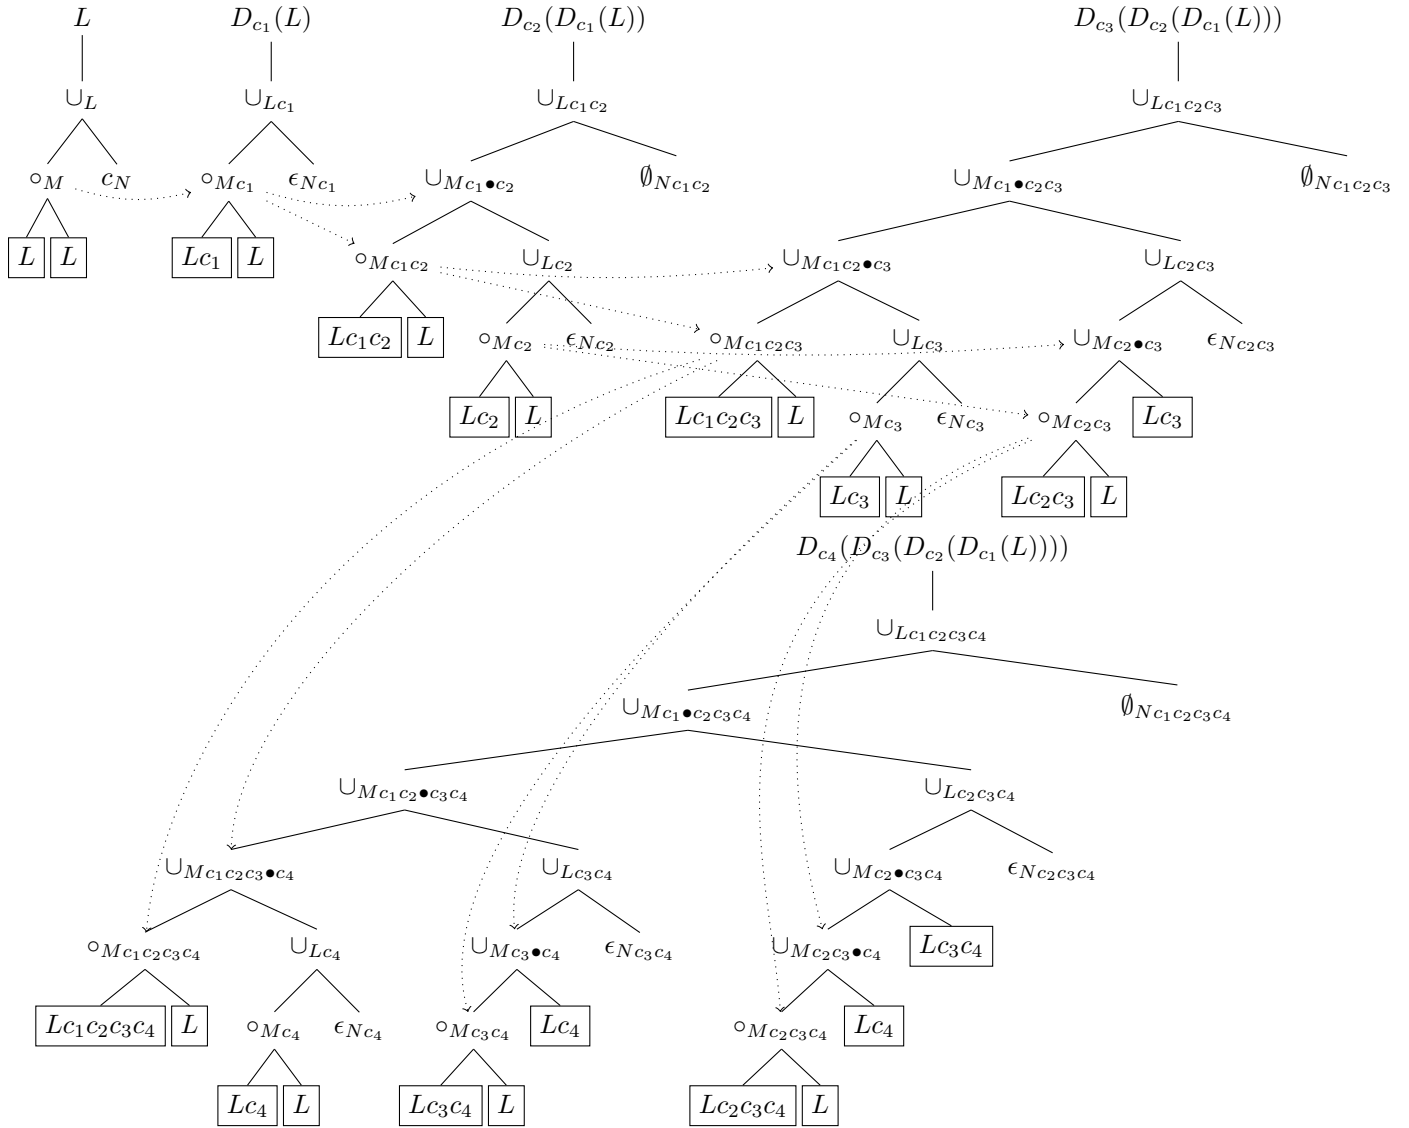 L D_{c_1}(L) D_{c_2}(D_{c_1}(L)) D_{c_3}(D_{c_2}(D_{c_1}(L)))
∪_L ∪_{Lc_1} ∪_{Lc_1c_2} ∪_{Lc_1c_2c_3}
∘_M c_N ∘_{Mc_1} ϵ_{Nc_1} ∪_{Mc_1•c_2} ∅_{Nc_1c_2} ∪_{Mc_1•c_2c_3} ∅_{Nc_1c_2c_3}
L L Lc_1 L ∘_{Mc_1c_2} ∪_{Lc_2} ∪_{Mc_1c_2•c_3} ∪_{Lc_2c_3}
Lc_1c_2 L ∘_{Mc_2} ϵ_{Nc_2} ∘_{Mc_1c_2c_3} ∪_{Lc_3} ∪_{Mc_2•c_3} ϵ_{Nc_2c_3}
Lc_2 L Lc_1c_2c_3 L ∘_{Mc_3} ϵ_{Nc_3} ∘_{Mc_2c_3} Lc_3
Lc_3 L Lc_2c_3 L
D_{c_4}(D_{c_3}(D_{c_2}(D_{c_1}(L))))
∪_{Lc_1c_2c_3c_4}
∪_{Mc_1•c_2c_3c_4} ∅_{Nc_1c_2c_3c_4}
∪_{Mc_1c_2•c_3c_4} ∪_{Lc_2c_3c_4}
∪_{Mc_1c_2c_3•c_4} ∪_{Lc_3c_4} ∪_{Mc_2•c_3c_4} ϵ_{Nc_2c_3c_4}
∘_{Mc_1c_2c_3c_4} ∪_{Lc_4} ∪_{Mc_3•c_4} ϵ_{Nc_3c_4} ∪_{Mc_2c_3•c_4} Lc_3c_4
Lc_1c_2c_3c_4 L ∘_{Mc_4} ϵ_{Nc_4} ∘_{Mc_3c_4} Lc_4 ∘_{Mc_2c_3c_4} Lc_4
Lc_4 L Lc_3c_4 L Lc_2c_3c_4 L